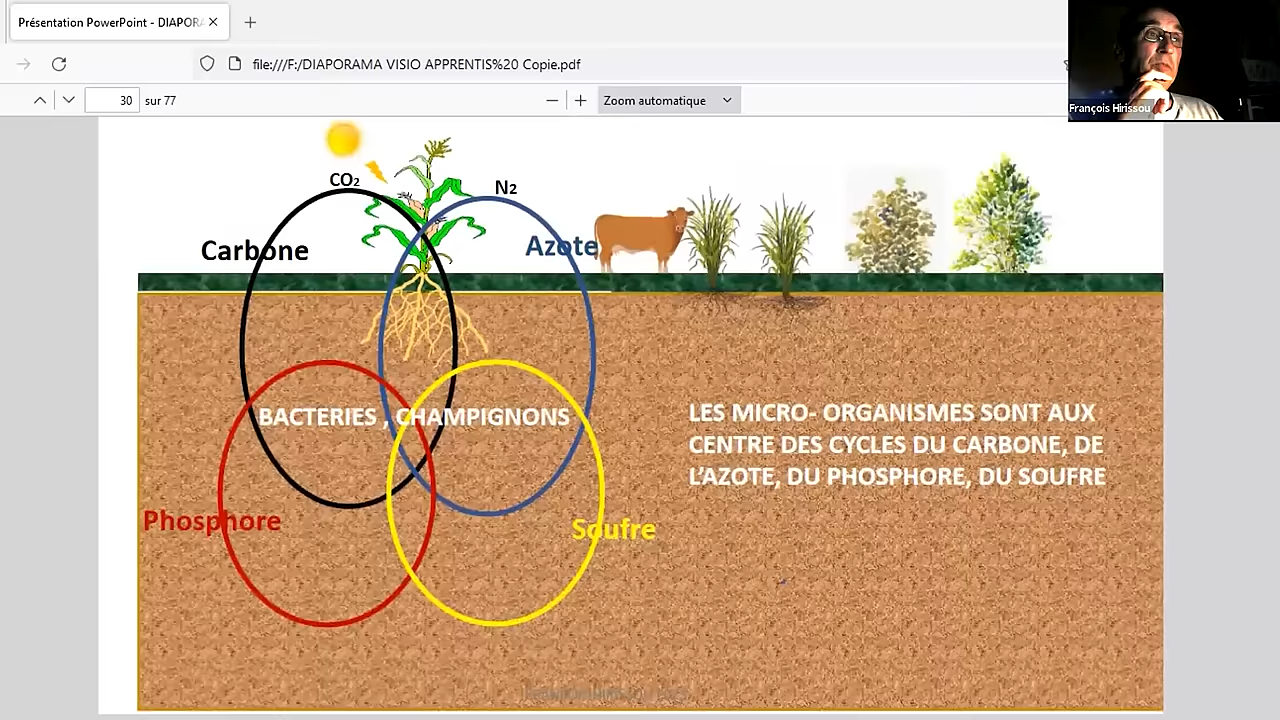 Présentation PowerPoint - DIAPORA
file:///F:/DIAPORAMA VISIO APPRENTIS%20 Copie.pdf
30 sur 77
Zoom automatique
François Hirissou
CO₂
N₂
Carbone
Azote
BACTERIES , CHAMPIGNONS
LES MICRO- ORGANISMES SONT AUX
CENTRE DES CYCLES DU CARBONE, DE
L'AZOTE, DU PHOSPHORE, DU SOUFRE
Phosphore
Soufre